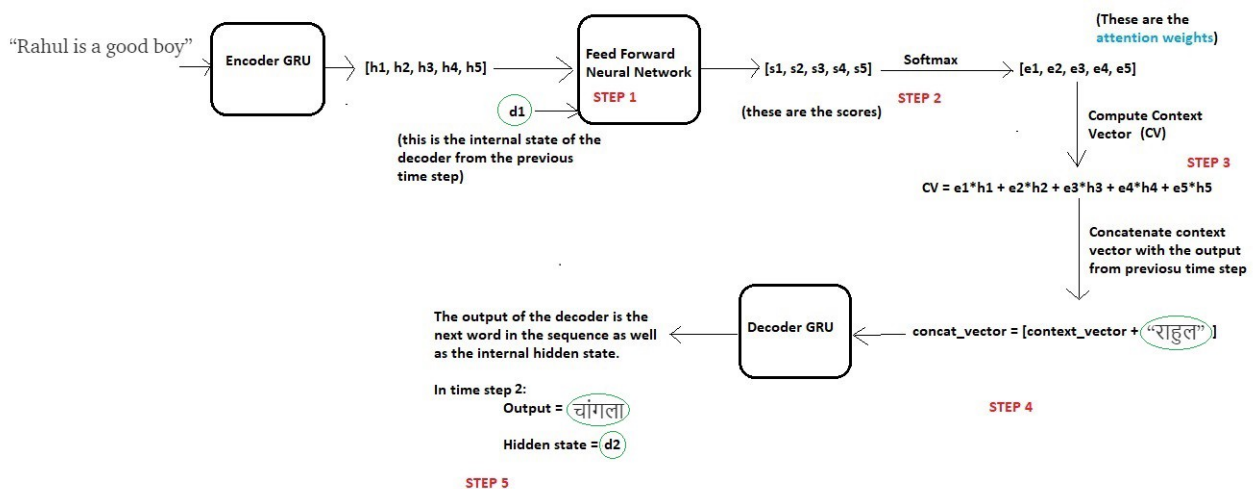 “Rahul is a good boy”
Encoder GRU
[h1, h2, h3, h4, h5]
d1
(this is the internal state of the
decoder from the previous
time step)
Feed Forward
Neural Network
STEP 1
[s1, s2, s3, s4, s5]
(these are the scores)
Softmax
STEP 2
(These are the
attention weights)
[e1, e2, e3, e4, e5]
Compute Context
Vector (CV)
STEP 3
CV = e1*h1 + e2*h2 + e3*h3 + e4*h4 + e5*h5
Concatenate context
vector with the output
from previosu time step
concat_vector = [context_vector + “राहुल” ]
STEP 4
Decoder GRU
The output of the decoder is the
next word in the sequence as well
as the internal hidden state.
In time step 2:
Output = चांगला
Hidden state = d2
STEP 5